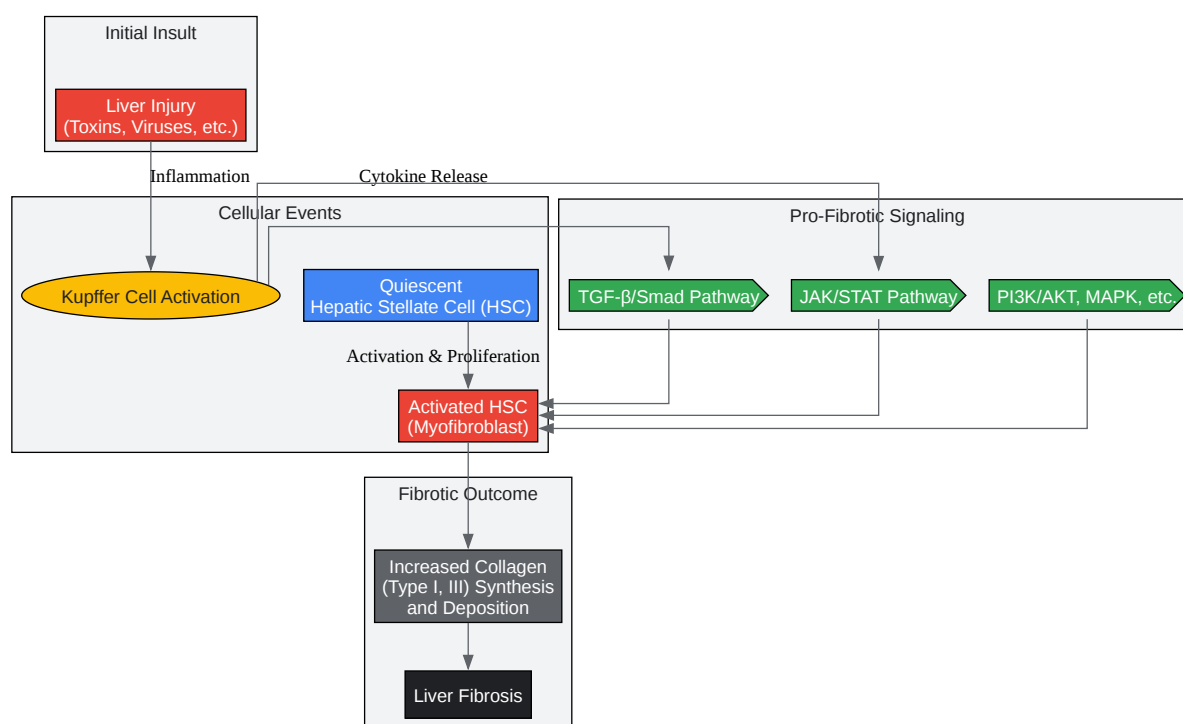 Initial Insult
Liver Injury
(Toxins, Viruses, etc.)
Inflammation
Cytokine Release
Cellular Events
Pro-Fibrotic Signaling
Kupffer Cell Activation
Quiescent
Hepatic Stellate Cell (HSC)
TGF-β/Smad Pathway
JAK/STAT Pathway
PI3K/AKT, MAPK, etc.
Activation & Proliferation
Activated HSC
(Myofibroblast)
Fibrotic Outcome
Increased Collagen
(Type I, III) Synthesis
and Deposition
Liver Fibrosis